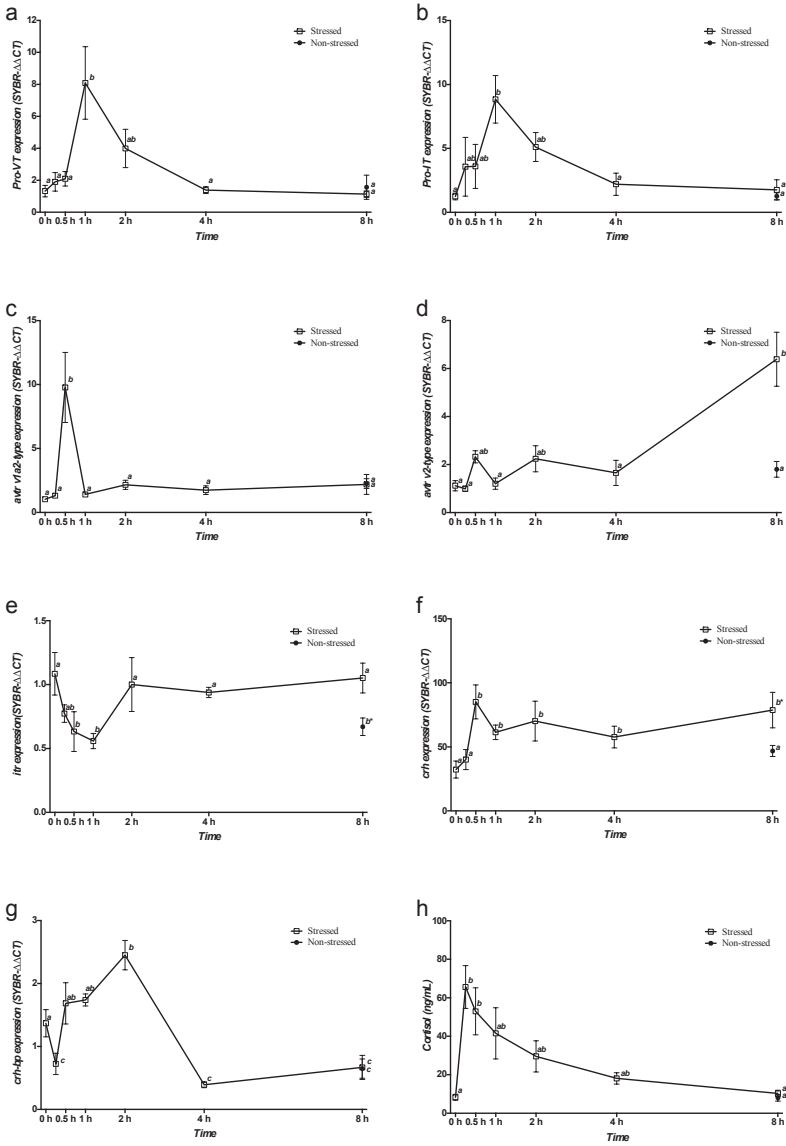 a
Pro-VT expression (SYBR-ΔΔCT)
12
10
8
6
4
2
0
Stressed
Non-stressed
a
a
a
b
ab
a
a
a
0 h
0.5 h
1 h
2 h
4 h
8 h
Time
b
Pro-IT expression (SYBR-ΔΔCT)
12
10
8
6
4
2
0
Stressed
Non-stressed
a
ab
ab
b
ab
a
a
a
0 h
0.5 h
1 h
2 h
4 h
8 h
Time
c
avtr v1a2-type expression (SYBR-ΔΔCT)
15
10
5
0
Stressed
Non-stressed
a
a
b
a
a
a
a
a
0 h
0.5 h
1 h
2 h
4 h
8 h
Time
d
avtr v2-type expression (SYBR-ΔΔCT)
8
6
4
2
0
Stressed
Non-stressed
a
a
ab
a
ab
a
b
a
0 h
0.5 h
1 h
2 h
4 h
8 h
Time
e
itr expression(SYBR-ΔΔCT)
1.5
1.0
0.5
0.0
Stressed
Non-stressed
a
ab
b
b
a
a
a
b*
0 h
0.5 h
1 h
2 h
4 h
8 h
Time
f
crh expression (SYBR-ΔΔCT)
150
100
50
0
Stressed
Non-stressed
a
a
b
b
b
b
b*
a
0 h
0.5 h
1 h
2 h
4 h
8 h
Time
g
crh-bp expression (SYBR-ΔΔCT)
3
2
1
0
Stressed
Non-stressed
a
c
ab
ab
b
c
c
c
0 h
0.5 h
1 h
2 h
4 h
8 h
Time
h
Cortisol (ng/mL)
100
80
60
40
20
0
Stressed
Non-stressed
a
b
b
ab
ab
ab
a
a
0 h
0.5 h
1 h
2 h
4 h
8 h
Time